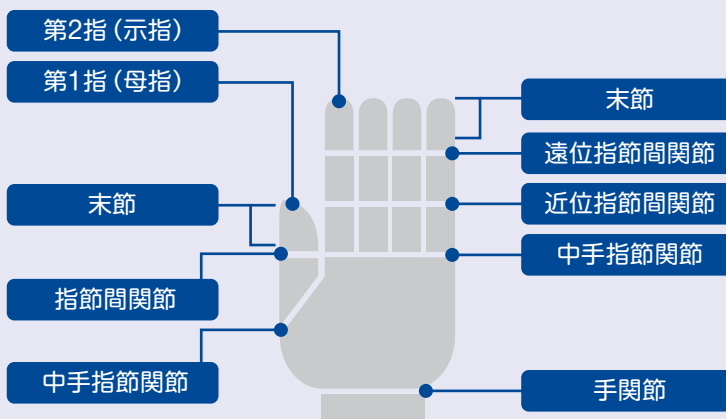 第2指（示指）
第1指（母指）
末節
指節間関節
中手指節関節
末節
遠位指節間関節
近位指節間関節
中手指節関節
手関節